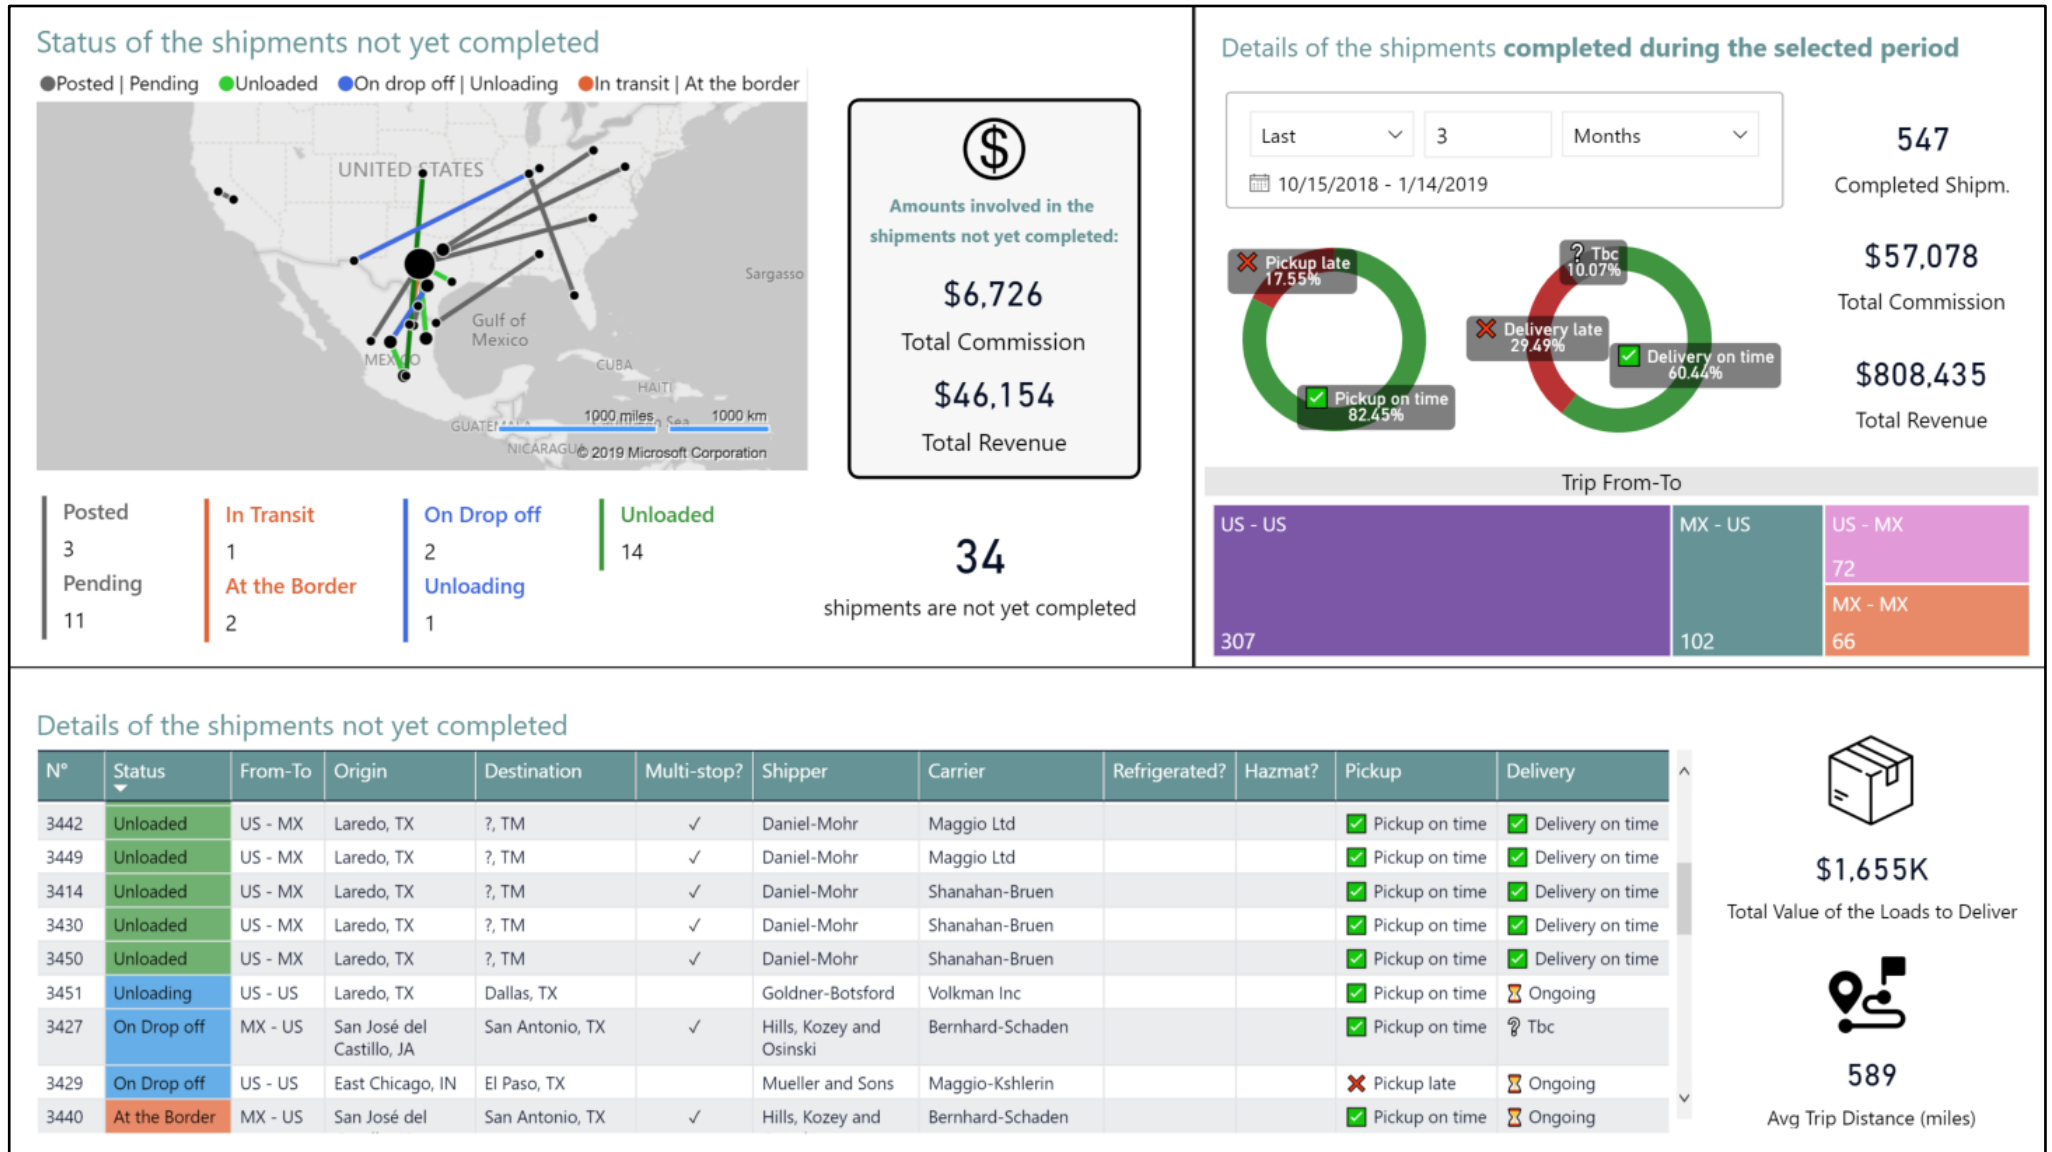 Status of the shipments not yet completed
Posted | Pending
Unloaded
On drop off | Unloading
In transit | At the border
UNITED STATES
Sargasso
Gulf of
Mexico
MEXICO
CUBA
HAITI
1000 miles
1000 km
© 2019 Microsoft Corporation
Amounts involved in the
shipments not yet completed:
$6,726
Total Commission
$46,154
Total Revenue
Posted
3
Pending
11
In Transit
1
At the Border
2
On Drop off
2
Unloading
1
Unloaded
14
34
shipments are not yet completed
Details of the shipments completed during the selected period
Last 3 Months
10/15/2018 - 1/14/2019
547
Completed Shipm.
$57,078
Total Commission
$808,435
Total Revenue
Pickup late
17.55%
Pickup on time
82.45%
? Tbc
10.07%
Delivery late
29.49%
Delivery on time
60.44%
Trip From-To
US - US
307
MX - US
102
US - MX
72
MX - MX
66
Details of the shipments not yet completed
N° Status From-To Origin Destination Multi-stop? Shipper Carrier Refrigerated? Hazmat? Pickup Delivery
3442 Unloaded US - MX Laredo, TX ?, TM ✓ Daniel-Mohr Maggio Ltd Pickup on time Delivery on time
3449 Unloaded US - MX Laredo, TX ?, TM ✓ Daniel-Mohr Maggio Ltd Pickup on time Delivery on time
3414 Unloaded US - MX Laredo, TX ?, TM ✓ Daniel-Mohr Shanahan-Bruen Pickup on time Delivery on time
3430 Unloaded US - MX Laredo, TX ?, TM ✓ Daniel-Mohr Shanahan-Bruen Pickup on time Delivery on time
3450 Unloaded US - MX Laredo, TX ?, TM ✓ Daniel-Mohr Shanahan-Bruen Pickup on time Delivery on time
3451 Unloading US - US Laredo, TX Dallas, TX Goldner-Botsford Volkman Inc Pickup on time Ongoing
3427 On Drop off MX - US San José del San Antonio, TX ✓ Hills, Kozey and Bernhard-Schaden Pickup on time ? Tbc
Castillo, JA Osinski
3429 On Drop off US - US East Chicago, IN El Paso, TX Mueller and Sons Maggio-Kshlerin Pickup late Ongoing
3440 At the Border MX - US San José del San Antonio, TX ✓ Hills, Kozey and Bernhard-Schaden Pickup on time Ongoing
$1,655K
Total Value of the Loads to Deliver
589
Avg Trip Distance (miles)